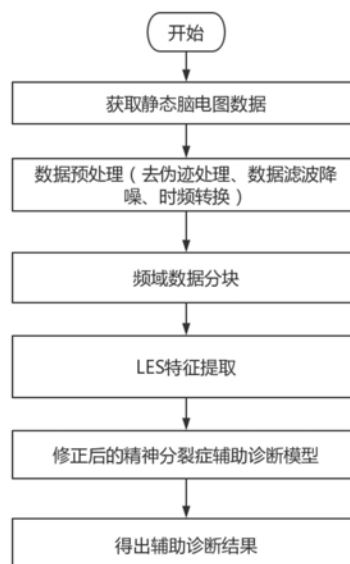 开始
获取静态脑电图数据
数据预处理（去伪迹处理、数据滤波降
噪、时频转换）
频域数据分块
LES特征提取
修正后的精神分裂症辅助诊断模型
得出辅助诊断结果